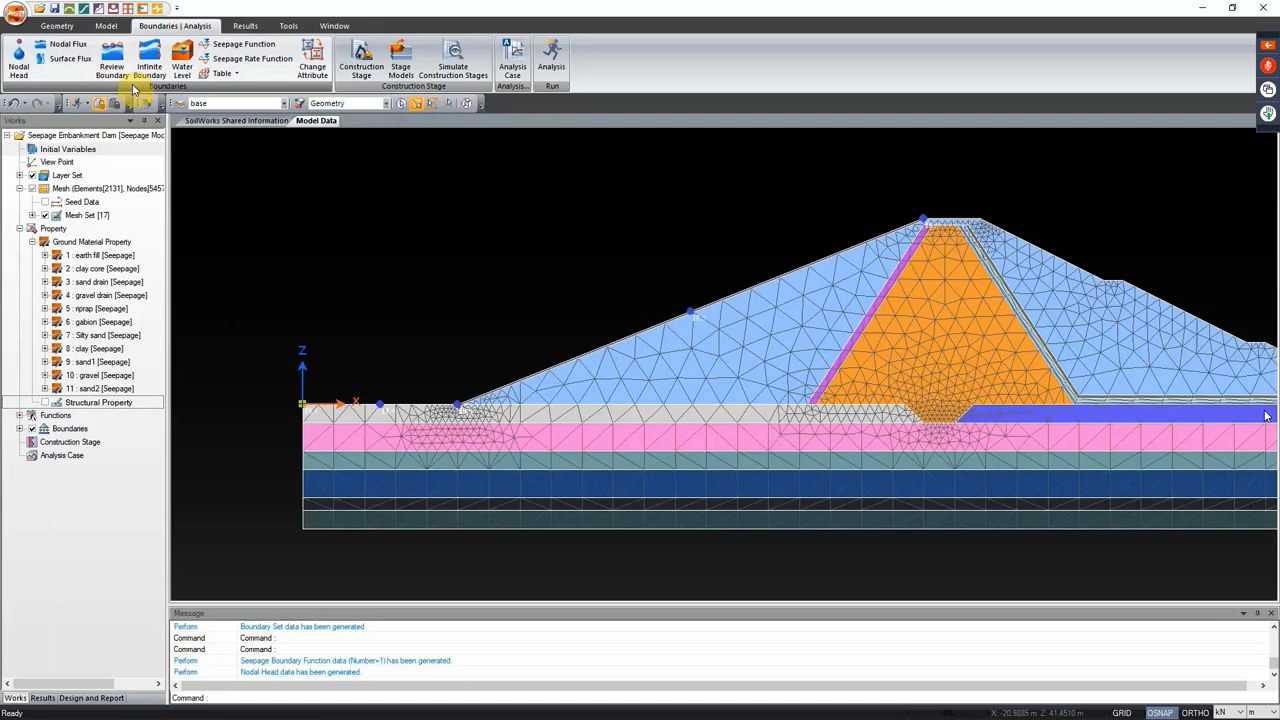 Geometry Model Boundaries | Analysis Results Tools Window
Nodal Head
Nodal Flux
Surface Flux
Review Boundary
Infinite Boundary
Water Level
Seepage Function
Seepage Rate Function
Table
Change Attribute
Construction Stage
Stage Models
Simulate Construction Stages
Analysis Case
Analysis
Boundaries Construction Stage Analysis... Run
base Geometry
Works SoilWorks Shared Information Model Data
Seepage Embankment Dam [Seepage Mod
Initial Variables
View Point
Layer Set
Mesh (Elements[2131], Nodes[5457
Seed Data
Mesh Set [17]
Property
Ground Material Property
1 : earth fill [Seepage]
2 : clay core [Seepage]
3 : sand drain [Seepage]
4 : gravel drain [Seepage]
5 : riprap [Seepage]
6 : gabion [Seepage]
7 : Silty sand [Seepage]
8 : clay [Seepage]
9 : sand1 [Seepage]
10 : gravel [Seepage]
11 : sand2 [Seepage]
Structural Property
Functions
Boundaries
Construction Stage
Analysis Case
Z
X
Message
Perform Boundary Set data has been generated.
Command Command :
Command Command :
Perform Seepage Boundary Function data (Number=1) has been generated.
Perform Nodal Head data has been generated.
Works Results Design and Report Command :
Ready X: -20.9885 m Z: 41.4510 m GRID OSNAP ORTHO kN m